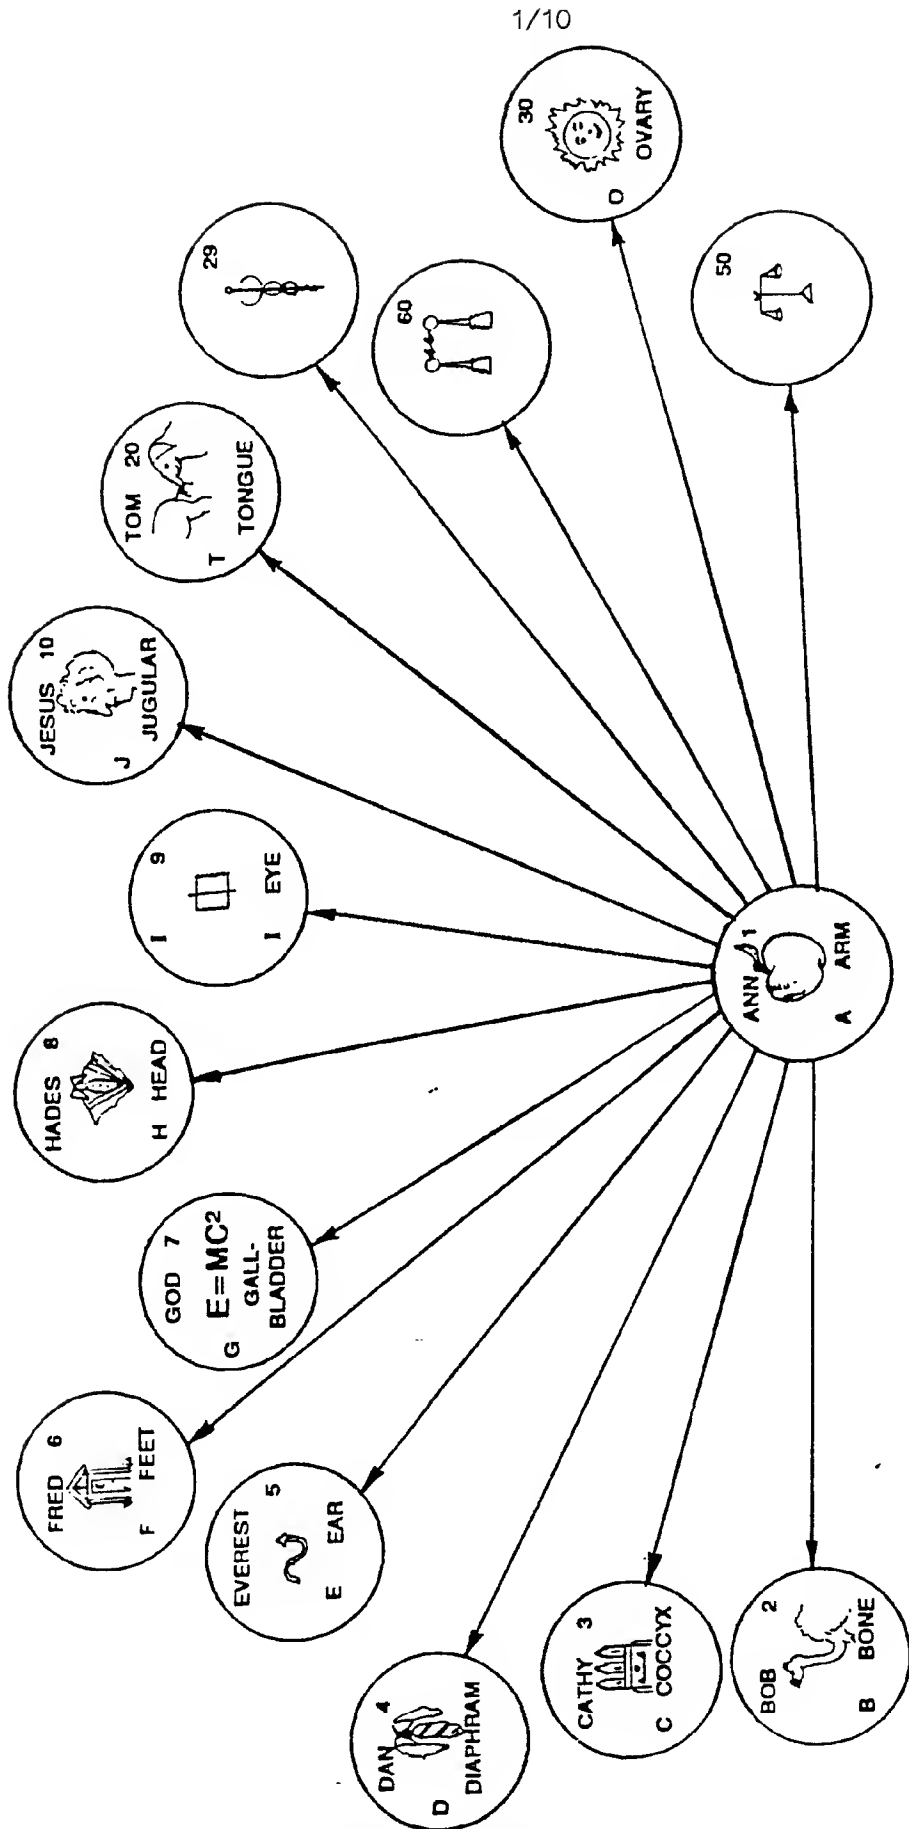 1/10
ANN 1
A ARM
BOB 2
B BONE
CATHY 3
C COCCYX
DAN 4
D
DIAPHRAM
EVEREST
5
E EAR
FRED 6
F FEET
GOD 7
E=MC²
G GALL-
BLADDER
HADES 8
H HEAD
I 9
I EYE
JESUS 10
J
JUGULAR
TOM 20
T
TONGUE
29
60
30
O
OVARY
50